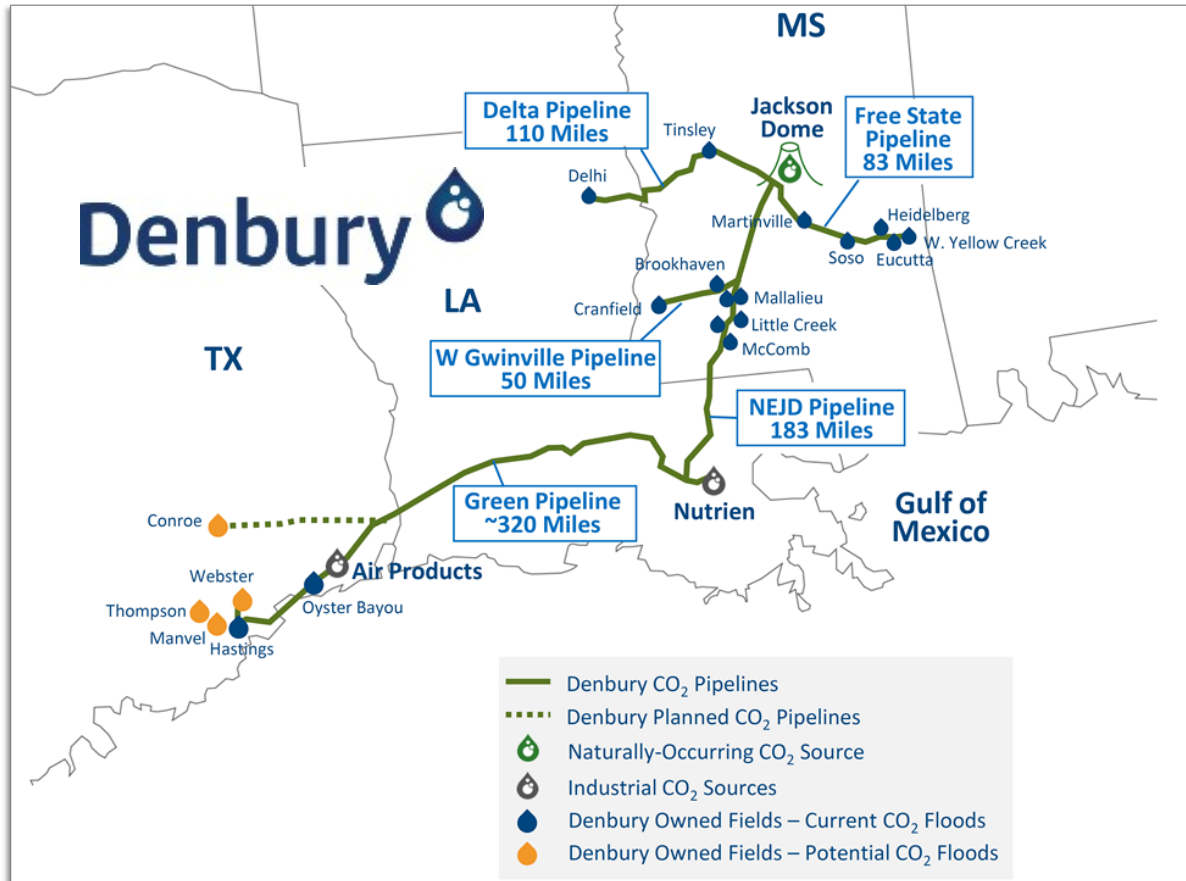 MS
Delta Pipeline
110 Miles
Jackson
Dome
Free State
Pipeline
83 Miles
Tinsley
Delhi
Denbury
Martinville
Heidelberg
W. Yellow Creek
Soso
Eucutta
Brookhaven
LA
Cranfield
Mallalieu
Little Creek
McComb
TX
W Gwinville Pipeline
50 Miles
NEJD Pipeline
183 Miles
Green Pipeline
~320 Miles
Nutrien
Gulf of
Mexico
Conroe
Air Products
Webster
Oyster Bayou
Thompson
Manvel
Hastings
Denbury CO₂ Pipelines
Denbury Planned CO₂ Pipelines
Naturally-Occurring CO₂ Source
Industrial CO₂ Sources
Denbury Owned Fields – Current CO₂ Floods
Denbury Owned Fields – Potential CO₂ Floods